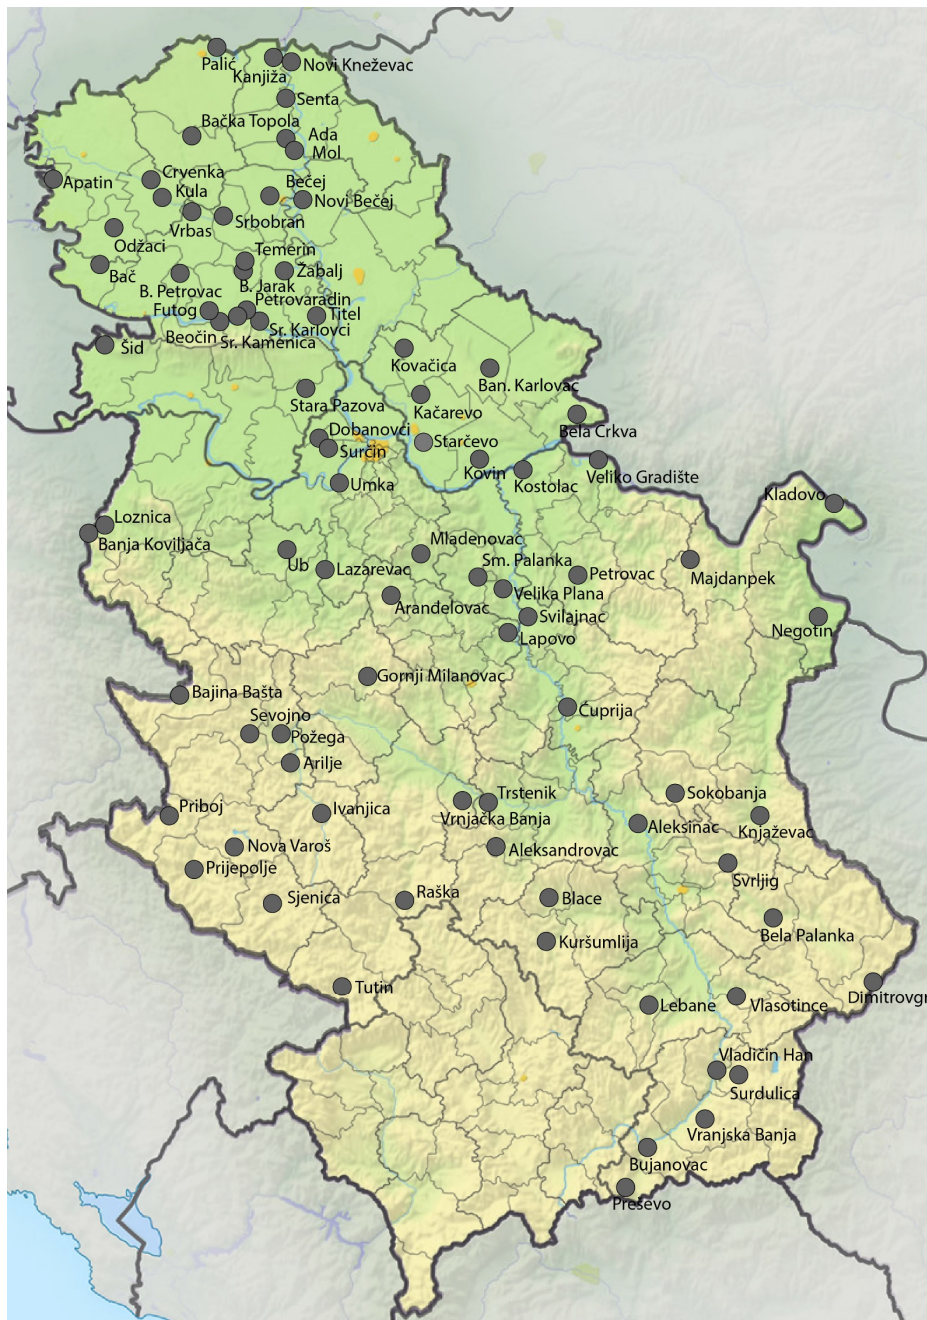 Palić
Kanjiža
Novi Kneževac
Senta
Bačka Topola
Ada
Mol
Apatin
Crvenka
Kula
Bečej
Novi Bečej
Vrbas
Srbobran
Odžaci
Temerin
Bač
Žabalj
B. Jarak
B. Petrovac
Petrovaradin
Futog
Titel
Sr. Karlovci
Beočin
Sr. Kamenica
Šid
Kovačica
Ban. Karlovac
Stara Pazova
Kačarevo
Dobanovci
Bela Crkva
Starčevo
Surčin
Kovin
Veliko Gradište
Umka
Kostolac
Kladovo
Loznica
Banja Koviljača
Mladenovac
Ub
Lazarevac
Sm. Palanka
Petrovac
Majdanpek
Velika Plana
Aranđelovac
Svilajnac
Negotin
Lapovo
Gornji Milanovac
Bajina Bašta
Ćuprija
Sevojno
Požega
Arilje
Trstenik
Sokobanja
Priboj
Ivanjica
Vrnjačka Banja
Aleksinac
Knjaževac
Nova Varoš
Aleksandrovac
Prijepolje
Svrljig
Sjenica
Raška
Blace
Bela Palanka
Kuršumlija
Tutin
Lebane
Vlasotince
Dimitrovgr
Vladičin Han
Surdulica
Vranjska Banja
Bujanovac
Preševo